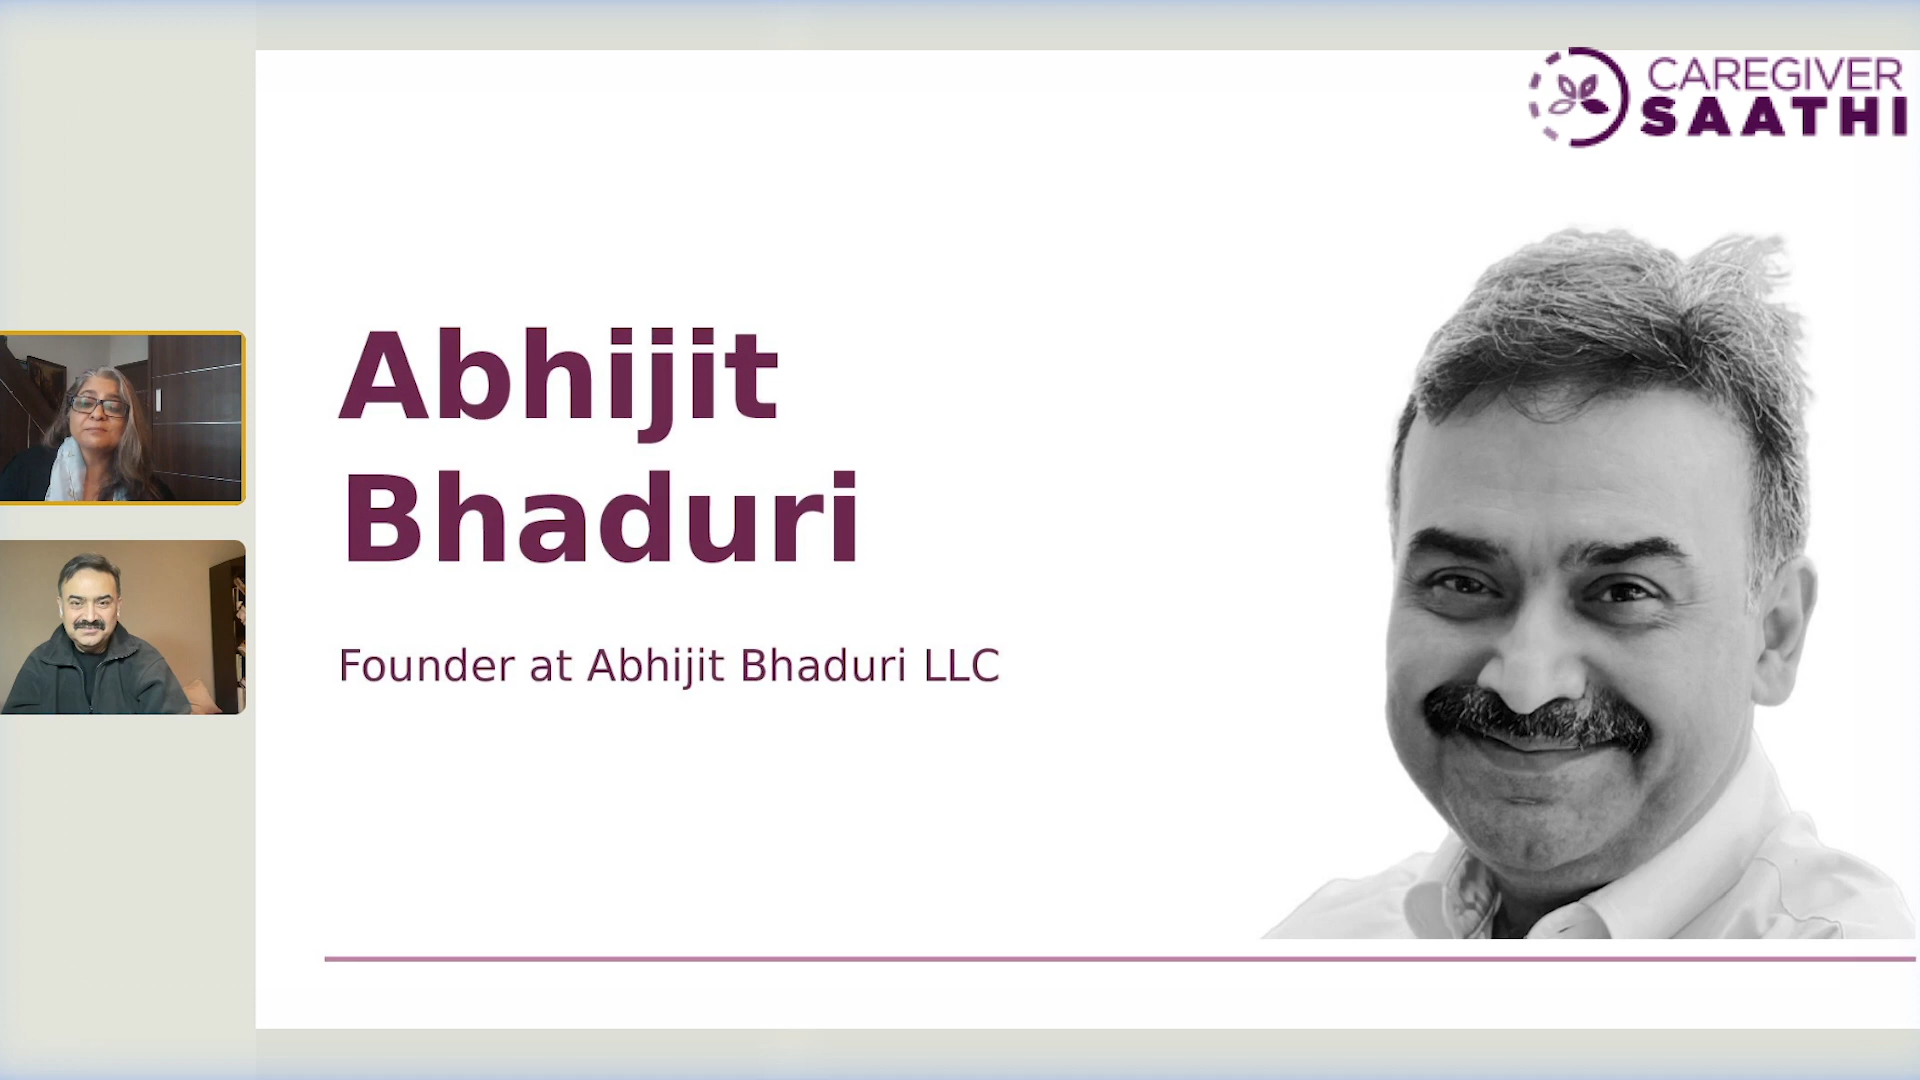 CAREGIVER
SAATHI
Abhijit
Bhaduri
Founder at Abhijit Bhaduri LLC